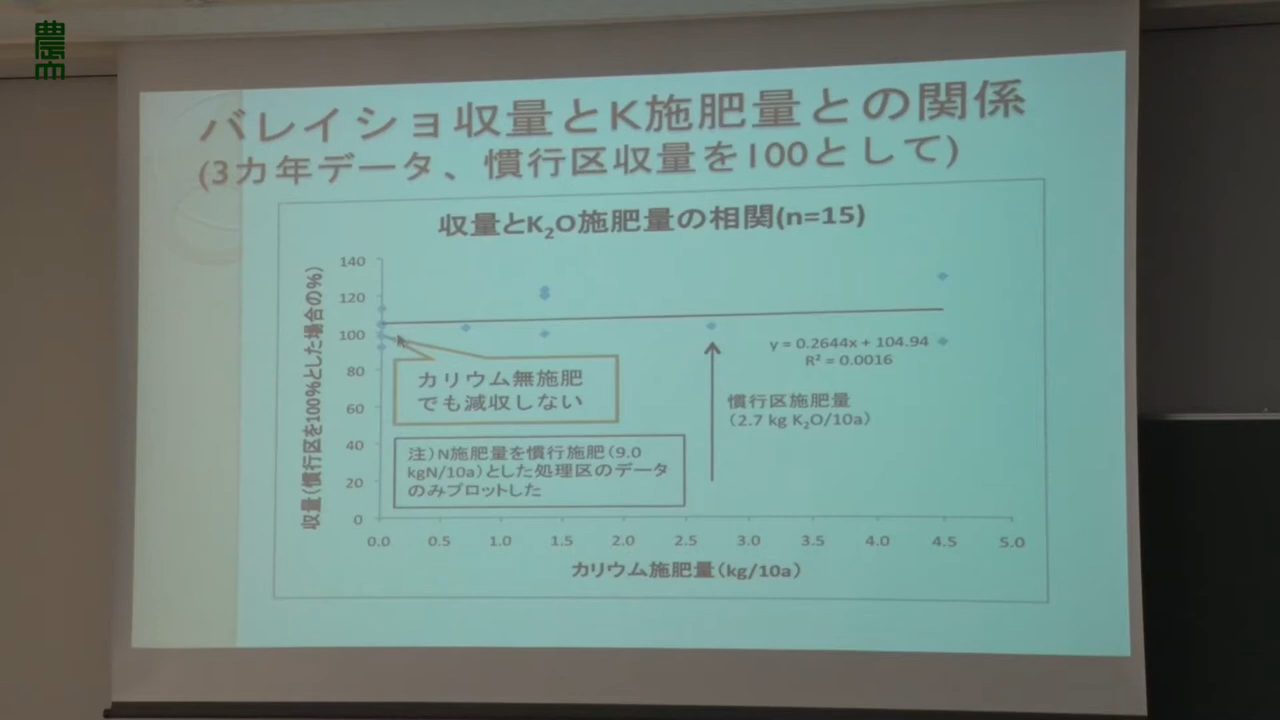 農文
バレイショ収量とK施肥量との関係
(3カ年データ、慣行区収量を100として)
収量とK₂O施肥量の相関(n=15)
収量(慣行区を100%とした場合の%)
140
120
100
80
60
40
20
0
y = 0.2644x + 104.94
R² = 0.0016
カリウム無施肥
でも減収しない
慣行区施肥量
(2.7 kg K₂O/10a)
注)N施肥量を慣行施肥(9.0
kgN/10a)とした処理区のデータ
のみプロットした
0.0 0.5 1.0 1.5 2.0 2.5 3.0 3.5 4.0 4.5 5.0
カリウム施肥量(kg/10a)